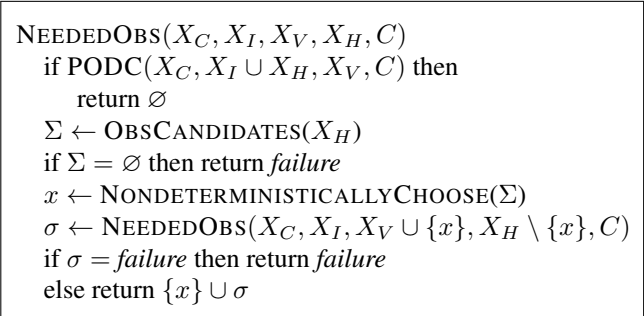 NEEDEDOBS(X_C, X_I, X_V, X_H, C)
if PODC(X_C, X_I ∪ X_H, X_V, C) then
return ∅
Σ ← OBSCANDIDATES(X_H)
if Σ = ∅ then return failure
x ← NONDETERMINISTICALLYCHOOSE(Σ)
σ ← NEEDEDOBS(X_C, X_I, X_V ∪ {x}, X_H \ {x}, C)
if σ = failure then return failure
else return {x} ∪ σ